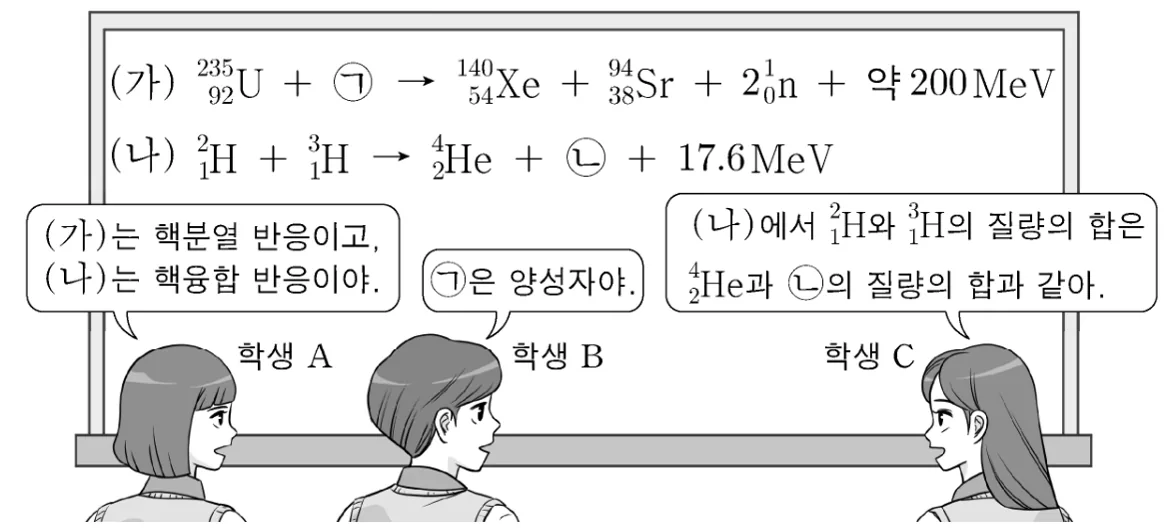 (가) ²³⁵₉₂U + ㉠ → ¹⁴⁰₅₄Xe + ⁹⁴₃₈Sr + 2¹₀n + 약 200 MeV
(나) ²₁H + ³₁H → ⁴₂He + ㉡ + 17.6 MeV
(가)는 핵분열 반응이고,
(나)는 핵융합 반응이야.
㉠은 양성자야.
(나)에서 ²₁H와 ³₁H의 질량의 합은
⁴₂He과 ㉡의 질량의 합과 같아.
학생 A
학생 B
학생 C